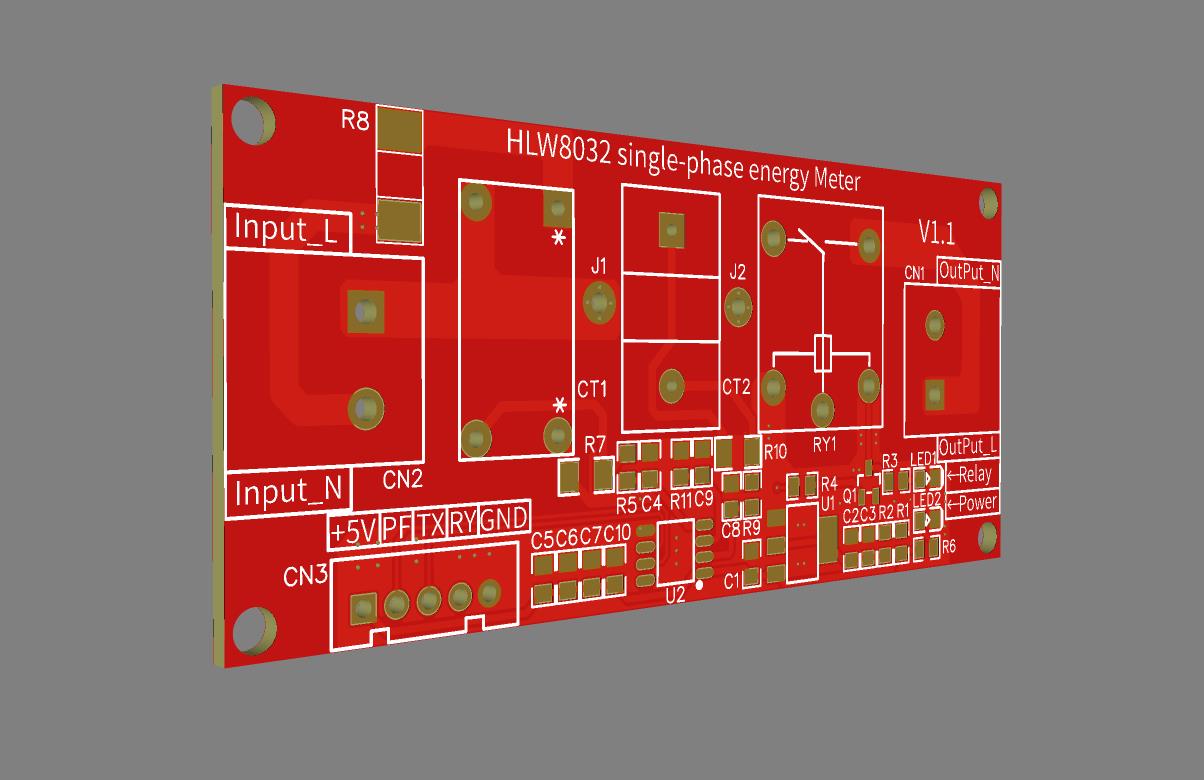 R8
HLW8032 single-phase energy Meter
Input_L
V1.1
J1
J2
CN1
OutPut_N
CT1
CT2
RY1
R7
R10
OutPut_L
CN2
Input_N
R5 C4
R11 C9
R4
R3
LED1
←Relay
Q1
U1
LED2
←Power
+5V PF TX RY GND
C8 R9
C2 C3 R2 R1
C5 C6 C7 C10
R6
CN3
C1
U2